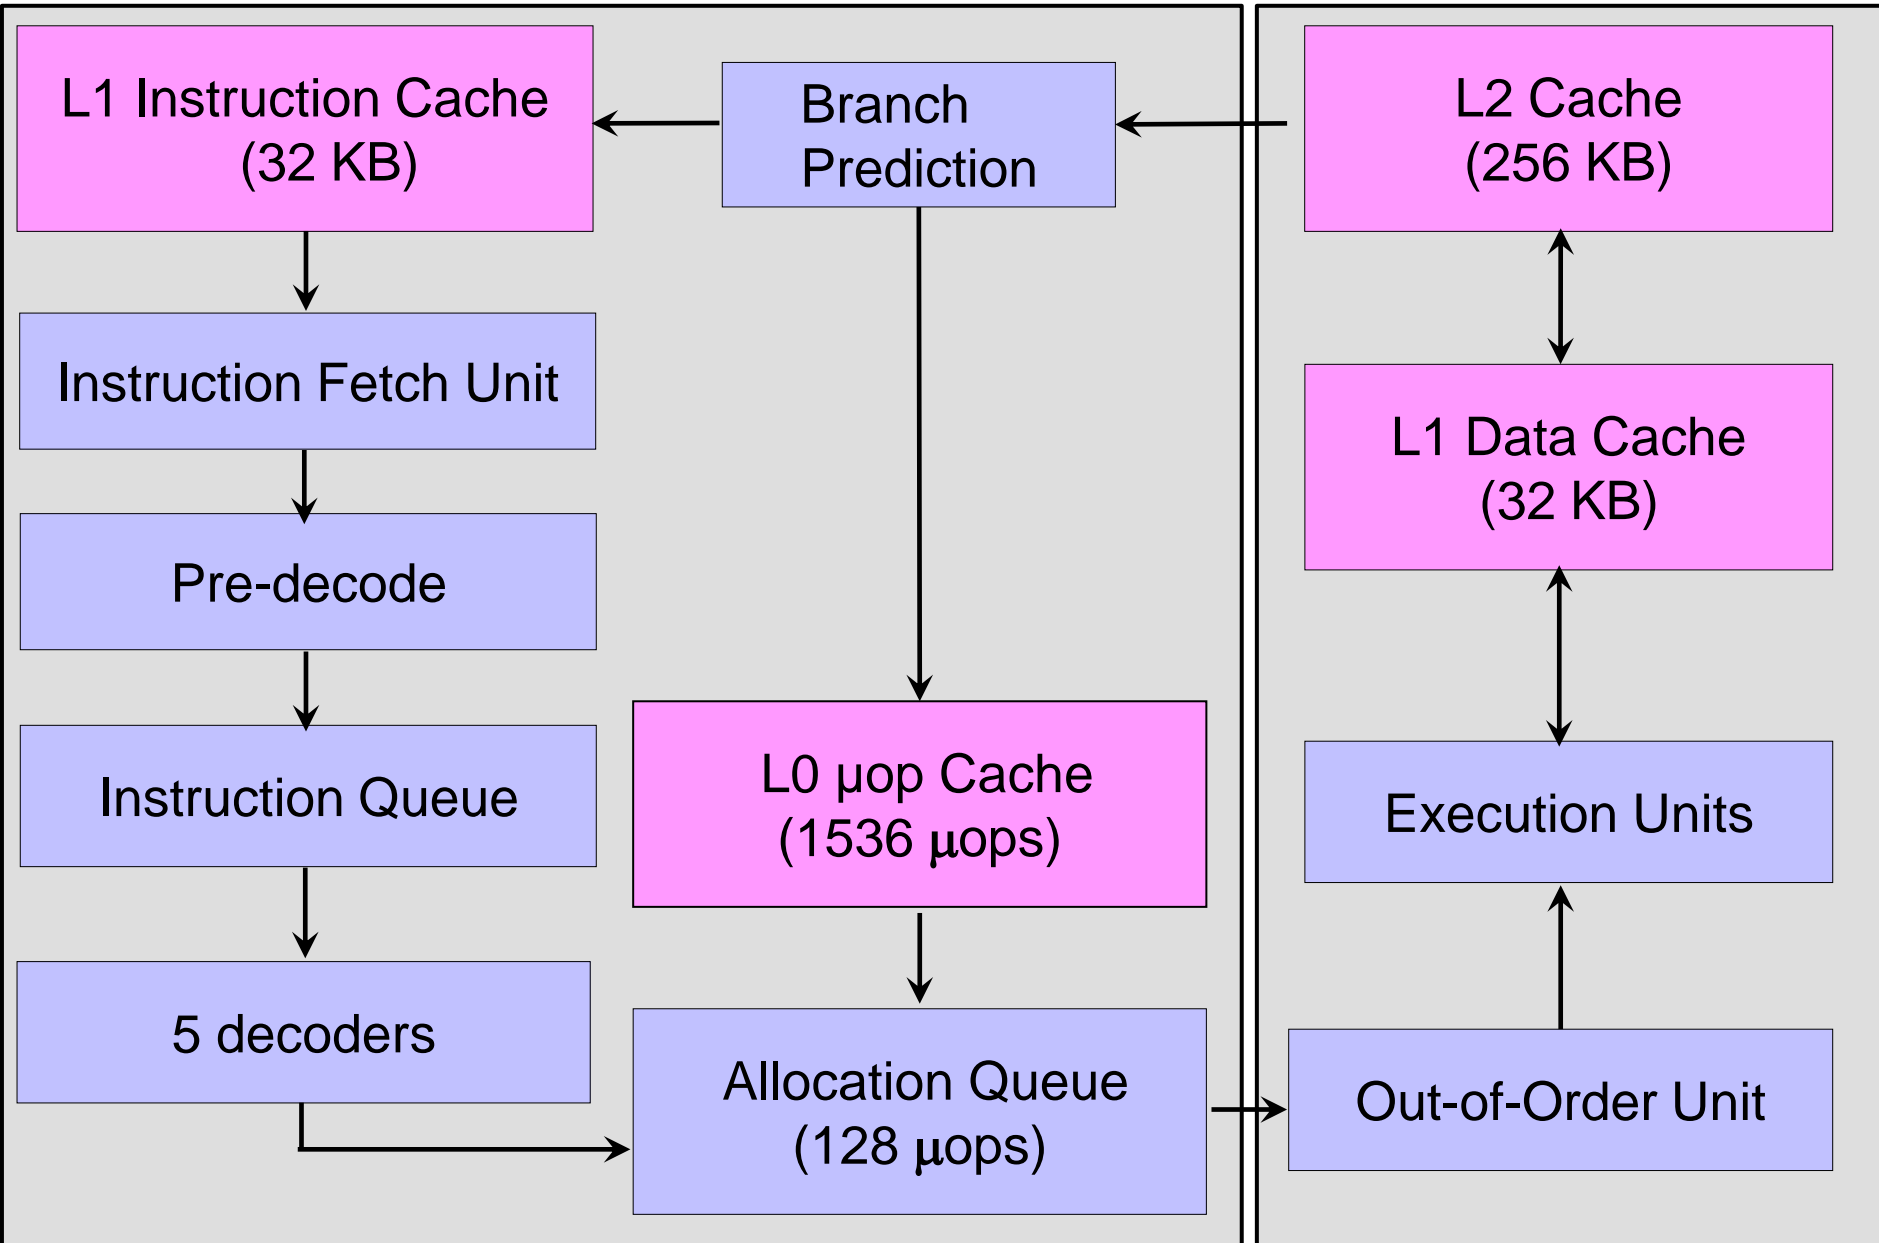 L1 Instruction Cache
(32 KB)
Branch
Prediction
L2 Cache
(256 KB)
Instruction Fetch Unit
L1 Data Cache
(32 KB)
Pre-decode
Instruction Queue
L0 µop Cache
(1536 µops)
Execution Units
5 decoders
Allocation Queue
(128 µops)
Out-of-Order Unit